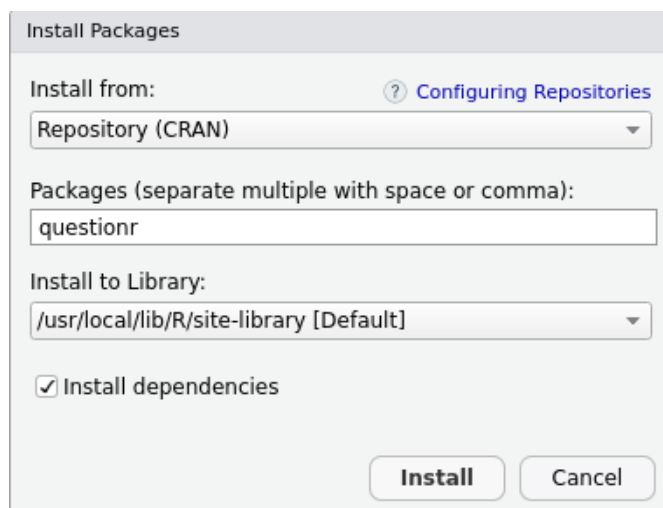 Install Packages
Install from:
? Configuring Repositories
Repository (CRAN)
Packages (separate multiple with space or comma):
questionr
Install to Library:
/usr/local/lib/R/site-library [Default]
Install dependencies
Install
Cancel